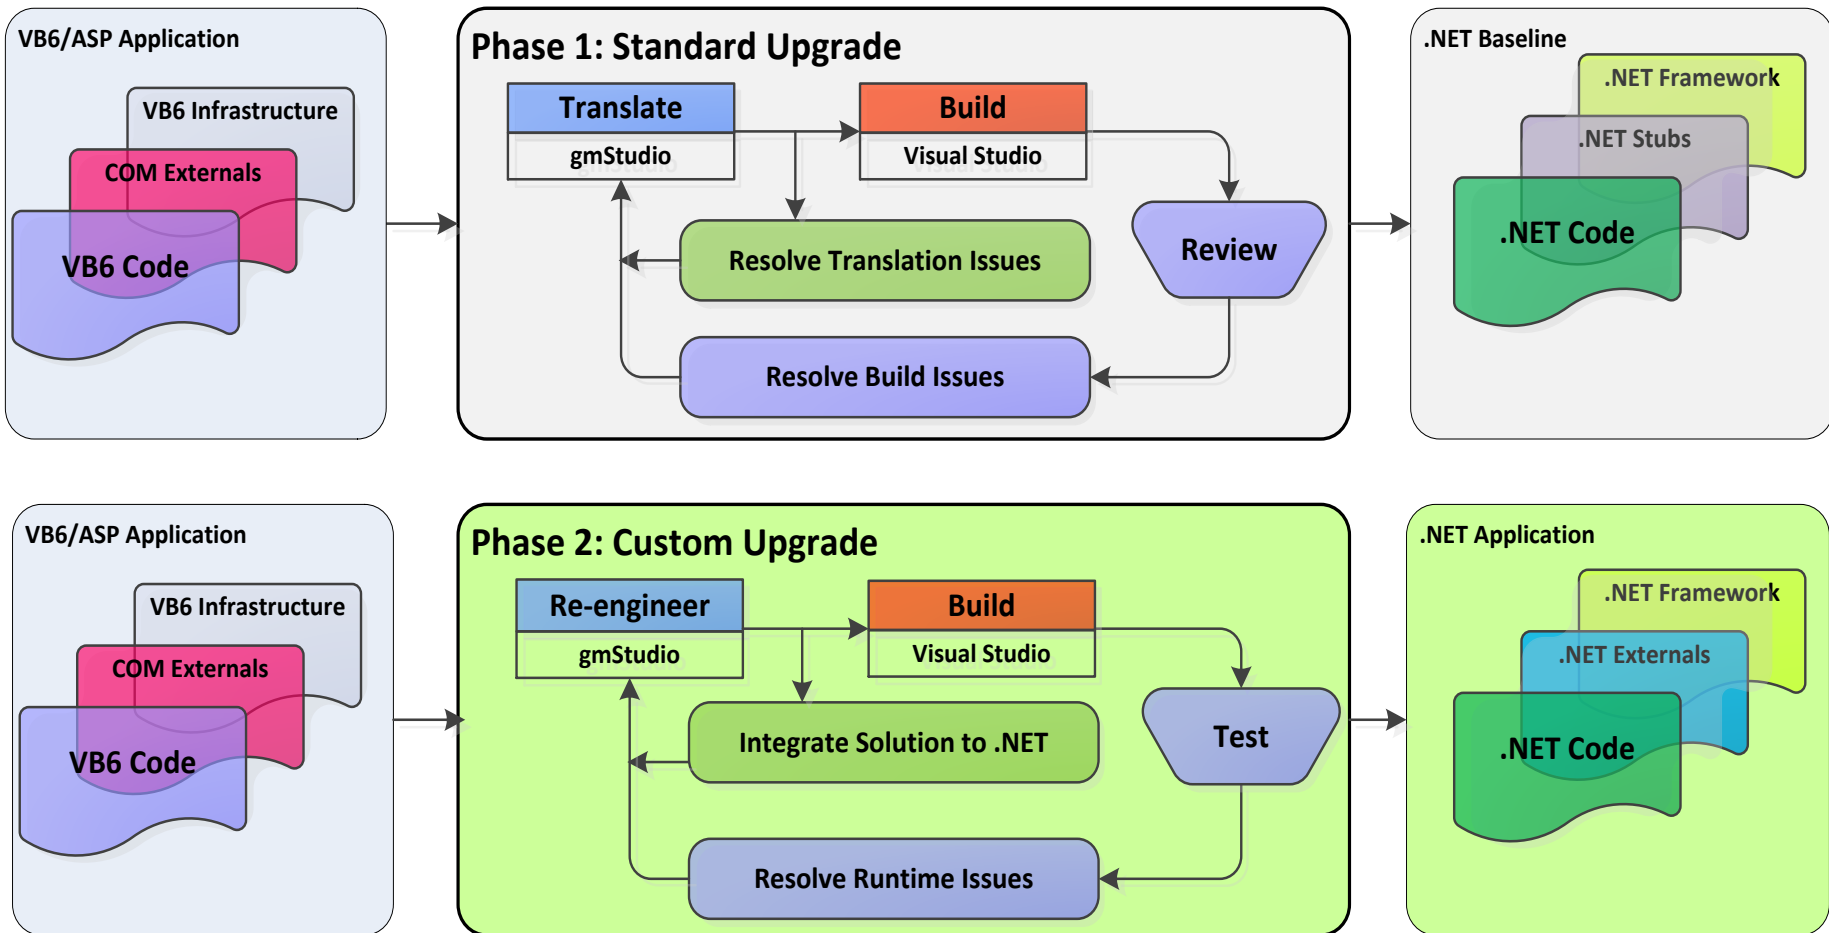 VB6/ASP Application
VB6 Infrastructure
COM Externals
VB6 Code
Phase 1: Standard Upgrade
Translate
gmStudio
Build
Visual Studio
Resolve Translation Issues
Review
Resolve Build Issues
.NET Baseline
.NET Framework
.NET Stubs
.NET Code
VB6/ASP Application
VB6 Infrastructure
COM Externals
VB6 Code
Phase 2: Custom Upgrade
Re-engineer
gmStudio
Build
Visual Studio
Integrate Solution to .NET
Test
Resolve Runtime Issues
.NET Application
.NET Framework
.NET Externals
.NET Code